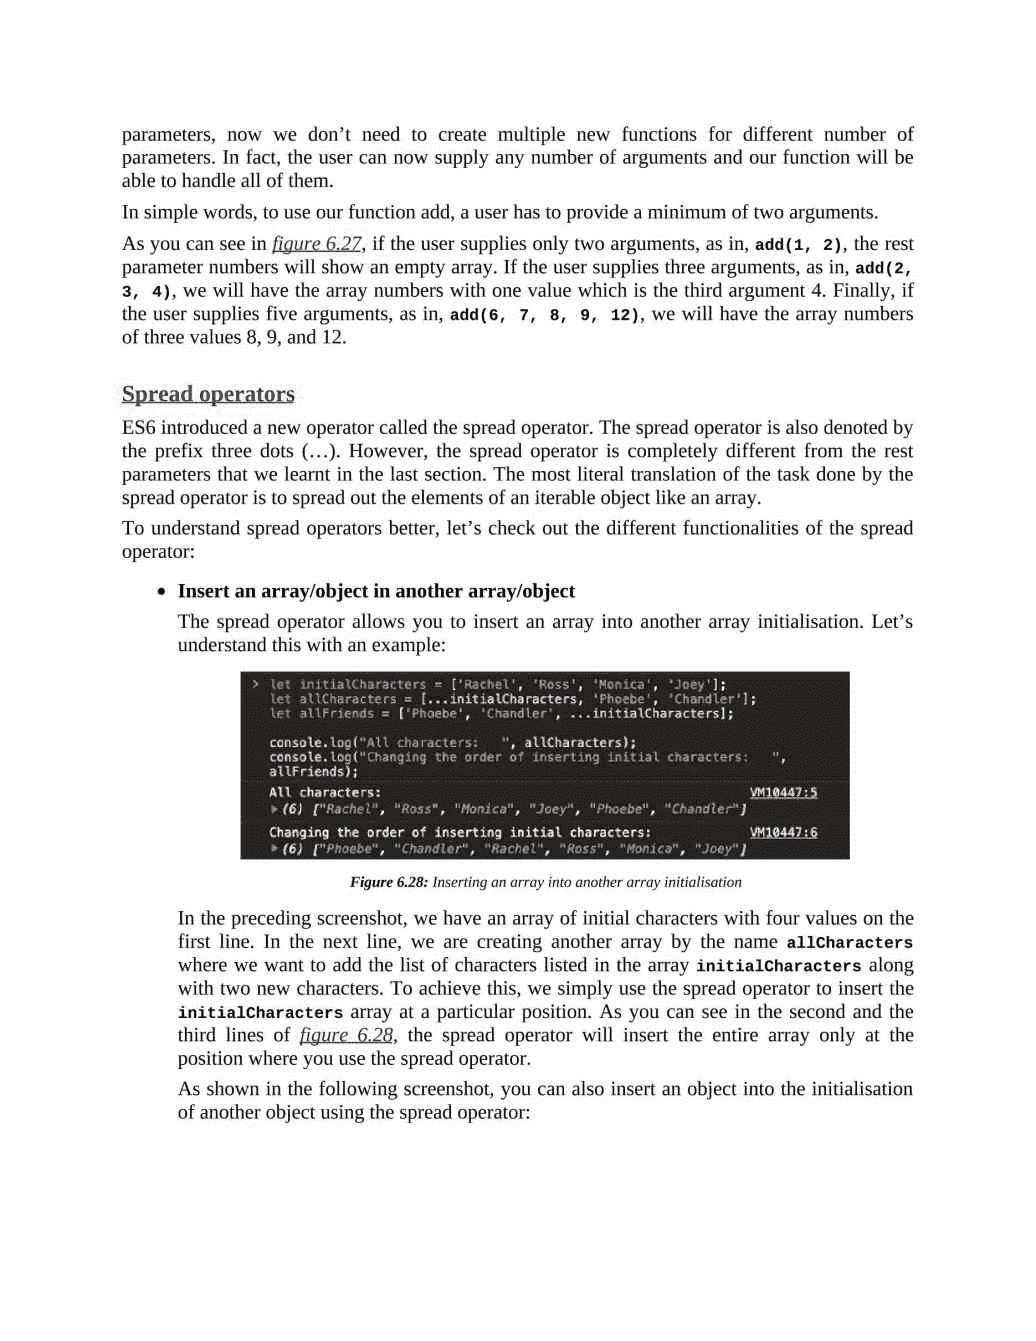 parameters, now we don’t need to create multiple new functions for different number of
parameters. In fact, the user can now supply any number of arguments and our function will be
able to handle all of them.
In simple words, to use our function add, a user has to provide a minimum of two arguments.
As you can see in figure 6.27, if the user supplies only two arguments, as in, add(1, 2), the rest
parameter numbers will show an empty array. If the user supplies three arguments, as in, add(2,
3, 4), we will have the array numbers with one value which is the third argument 4. Finally, if
the user supplies five arguments, as in, add(6, 7, 8, 9, 12), we will have the array numbers
of three values 8, 9, and 12.
Spread operators
ES6 introduced a new operator called the spread operator. The spread operator is also denoted by
the prefix three dots (…). However, the spread operator is completely different from the rest
parameters that we learnt in the last section. The most literal translation of the task done by the
spread operator is to spread out the elements of an iterable object like an array.
To understand spread operators better, let’s check out the different functionalities of the spread
operator:
• Insert an array/object in another array/object
The spread operator allows you to insert an array into another array initialisation. Let’s
understand this with an example:
> let initialCharacters = ['Rachel', 'Ross', 'Monica', 'Joey'];
let allCharacters = [...initialCharacters, 'Phoebe', 'Chandler'];
let allFriends = ['Phoebe', 'Chandler', ...initialCharacters];
console.log("All characters:   ", allCharacters);
console.log("Changing the order of inserting initial characters:   ",
allFriends);
All characters: VM10447:5
▸ (6) ["Rachel", "Ross", "Monica", "Joey", "Phoebe", "Chandler"]
Changing the order of inserting initial characters: VM10447:6
▸ (6) ["Phoebe", "Chandler", "Rachel", "Ross", "Monica", "Joey"]
Figure 6.28: Inserting an array into another array initialisation
In the preceding screenshot, we have an array of initial characters with four values on the
first line. In the next line, we are creating another array by the name allCharacters
where we want to add the list of characters listed in the array initialCharacters along
with two new characters. To achieve this, we simply use the spread operator to insert the
initialCharacters array at a particular position. As you can see in the second and the
third lines of figure 6.28, the spread operator will insert the entire array only at the
position where you use the spread operator.
As shown in the following screenshot, you can also insert an object into the initialisation
of another object using the spread operator: